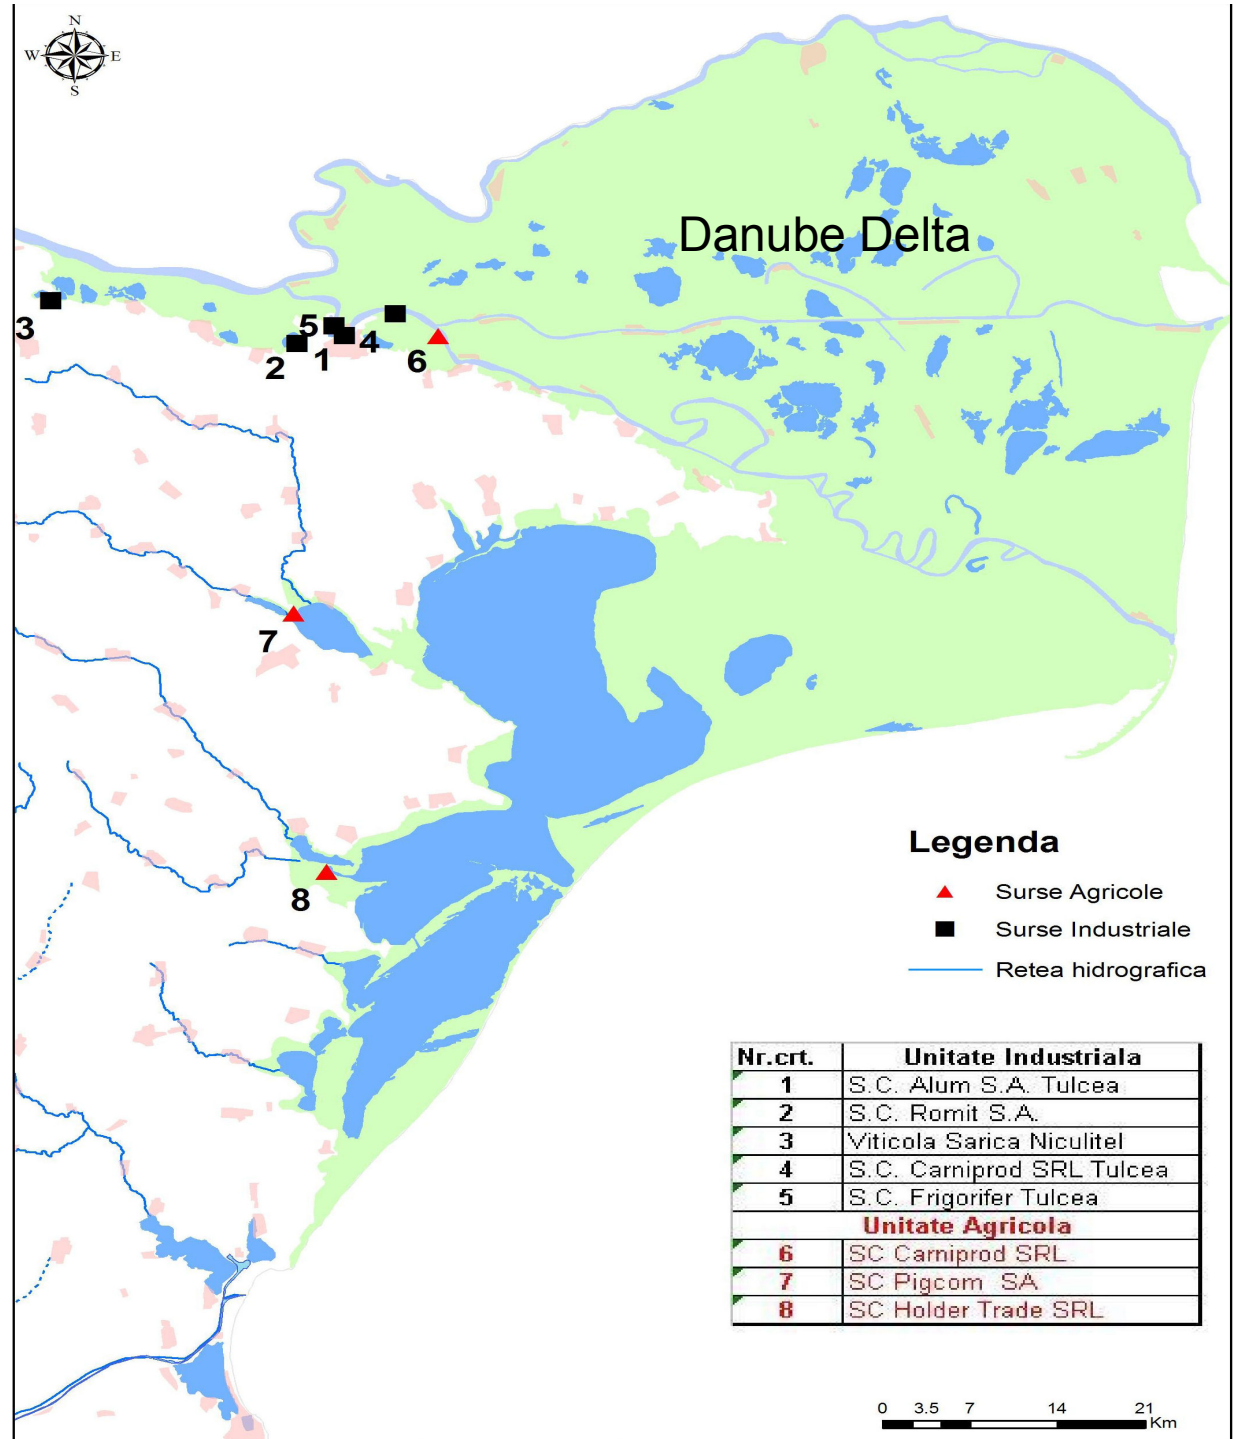 N
W E
S
Danube Delta
3
5
4
2
1
6
7
8
Legenda
Surse Agricole
Surse Industriale
Retea hidrografica
Nr.crt. Unitate Industriala
1 S.C. Alum S.A. Tulcea
2 S.C. Romit S.A.
3 Viticola Sarica Niculitel
4 S.C. Carniprod SRL Tulcea
5 S.C. Frigorifer Tulcea
Unitate Agricola
6 SC Carniprod SRL
7 SC Pigcom SA
8 SC Holder Trade SRL
0 3.5 7 14 21
Km